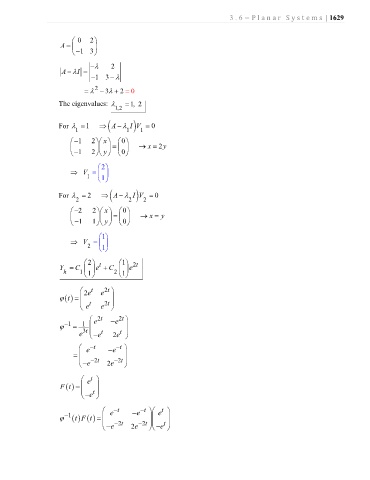 3.6 – Planar Systems | 1629
A = ( 0 2 ; −1 3 )
|A − λI| = | −λ 2 ; −1 3−λ |
= λ² − 3λ + 2 = 0
The eigenvalues: λ₁,₂ = 1, 2
For λ₁ = 1 ⇒ (A − λ₁I)V₁ = 0
( −1 2 ; −1 2 )( x ; y ) = ( 0 ; 0 ) → x = 2y
⇒ V₁ = ( 2 ; 1 )
For λ₂ = 2 ⇒ (A − λ₂I)V₂ = 0
( −2 2 ; −1 1 )( x ; y ) = ( 0 ; 0 ) → x = y
⇒ V₂ = ( 1 ; 1 )
Y_h = C₁( 2 ; 1 )e^t + C₂( 1 ; 1 )e^{2t}
φ(t) = ( 2e^t e^{2t} ; e^t e^{2t} )
φ^{−1} = 1/e^{3t} ( e^{2t} −e^{2t} ; −e^t 2e^t )
= ( e^{−t} −e^{−t} ; −e^{−2t} 2e^{−2t} )
F(t) = ( e^t ; −e^t )
φ^{−1}(t)F(t) = ( e^{−t} −e^{−t} ; −e^{−2t} 2e^{−2t} )( e^t ; −e^t )